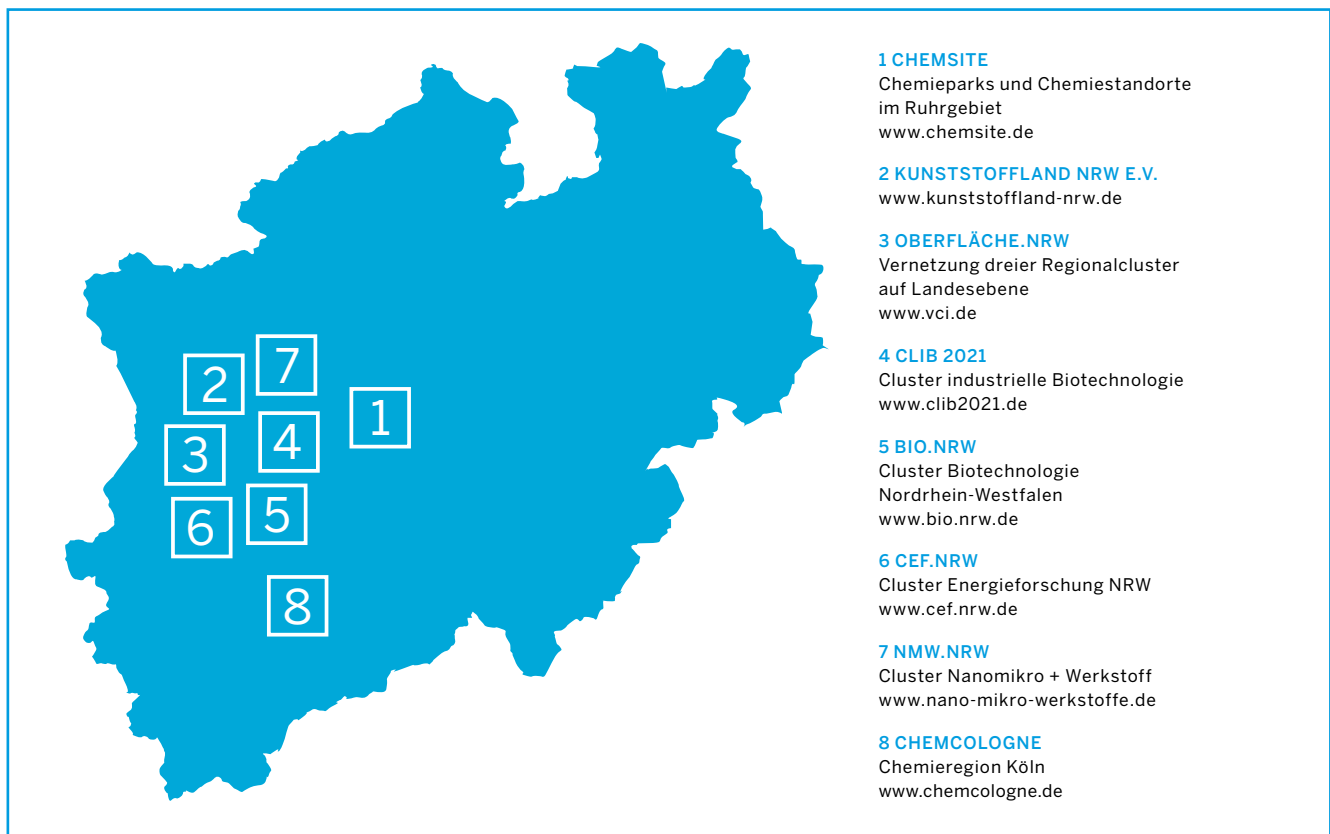 7
2
1
4
3
5
6
8
1 CHEMSITE
Chemieparks und Chemiestandorte
im Ruhrgebiet
www.chemsite.de
2 KUNSTSTOFFLAND NRW E.V.
www.kunststoffland-nrw.de
3 OBERFLÄCHE.NRW
Vernetzung dreier Regionalcluster
auf Landesebene
www.vci.de
4 CLIB 2021
Cluster industrielle Biotechnologie
www.clib2021.de
5 BIO.NRW
Cluster Biotechnologie
Nordrhein-Westfalen
www.bio.nrw.de
6 CEF.NRW
Cluster Energieforschung NRW
www.cef.nrw.de
7 NMW.NRW
Cluster Nanomikro + Werkstoff
www.nano-mikro-werkstoffe.de
8 CHEMCOLOGNE
Chemieregion Köln
www.chemcologne.de